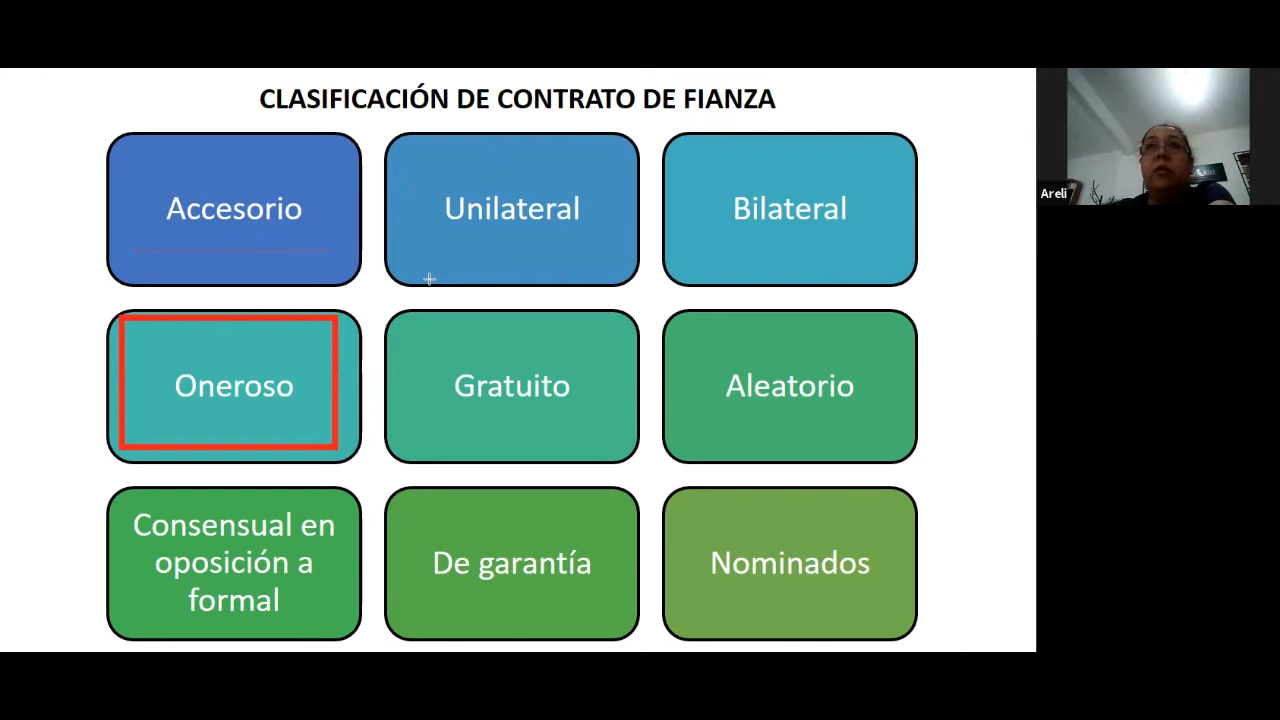 CLASIFICACIÓN DE CONTRATO DE FIANZA
Accesorio
Unilateral
Bilateral
Oneroso
Gratuito
Aleatorio
Consensual en
oposición a
formal
De garantía
Nominados
Areli